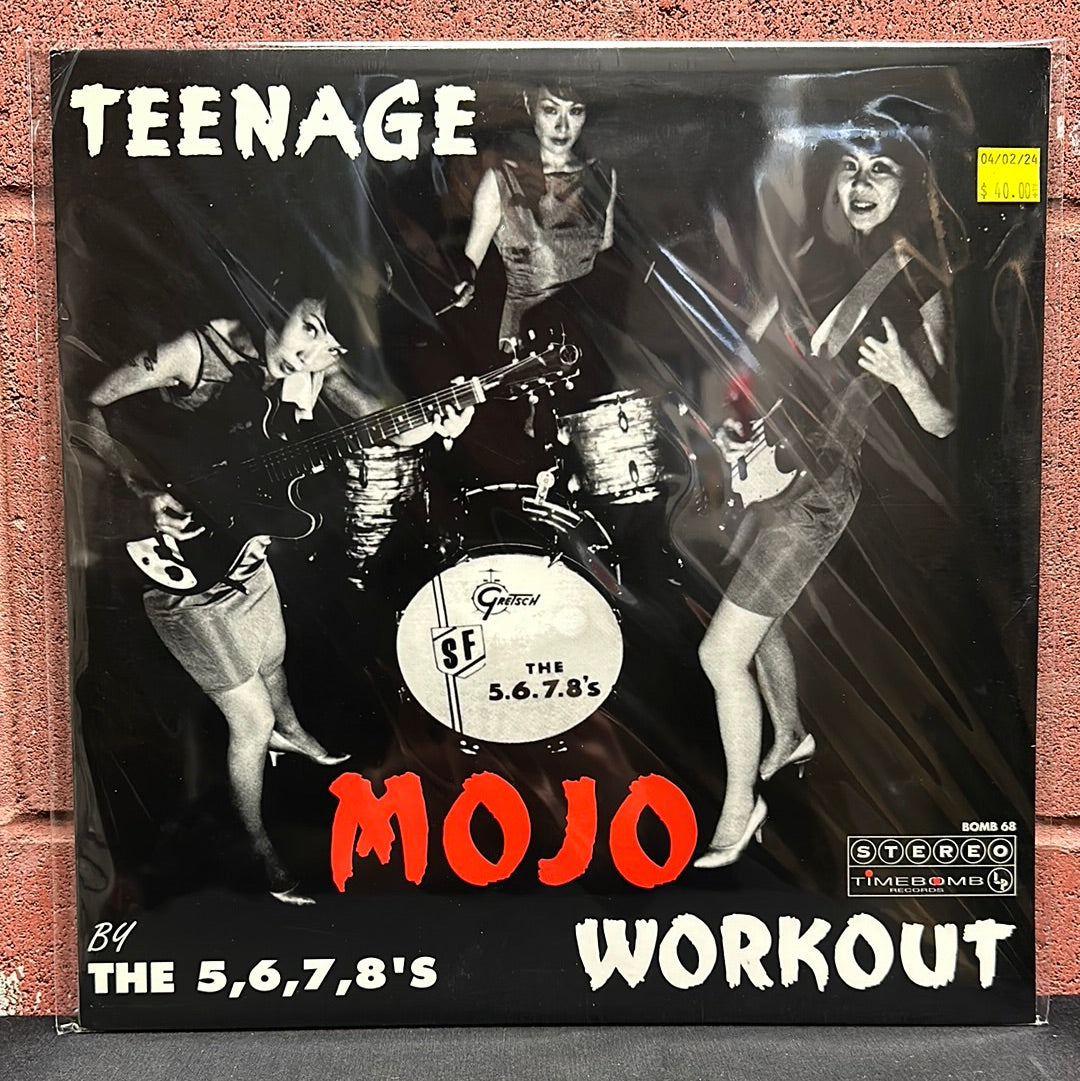 TEENAGE
04/02/24
$ 40.00
GRETSCH
SF
THE
5.6.7.8's
MOJO
BOMB 68
STEREO
TIMEBOMB LP
RECORDS
BY
THE 5,6,7,8'S
WORKOUT